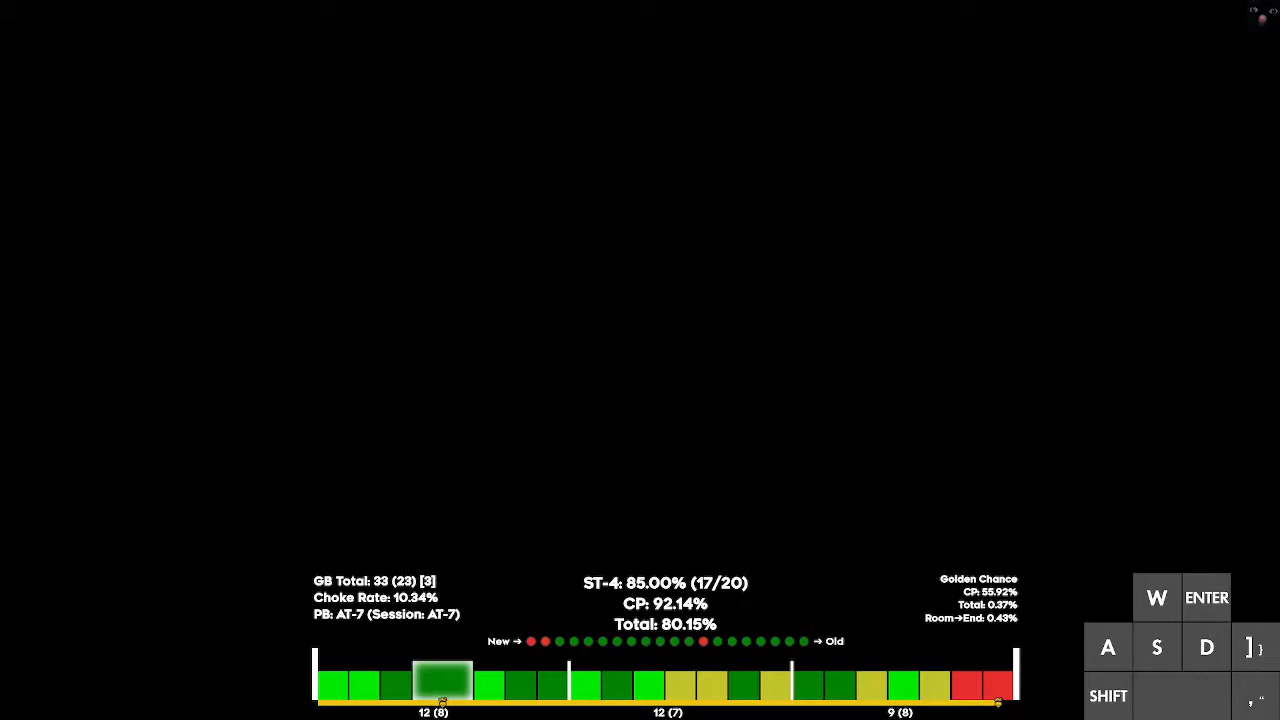 GB Total: 33 (23) [3]
Choke Rate: 10.34%
PB: AT-7 (Session: AT-7)
ST-4: 85.00% (17/20)
CP: 92.14%
Total: 80.15%
New →
→ Old
Golden Chance
CP: 55.92%
Total: 0.37%
Room→End: 0.43%
12 (8)
12 (7)
9 (8)
W ENTER
A S D ] }
SHIFT , “